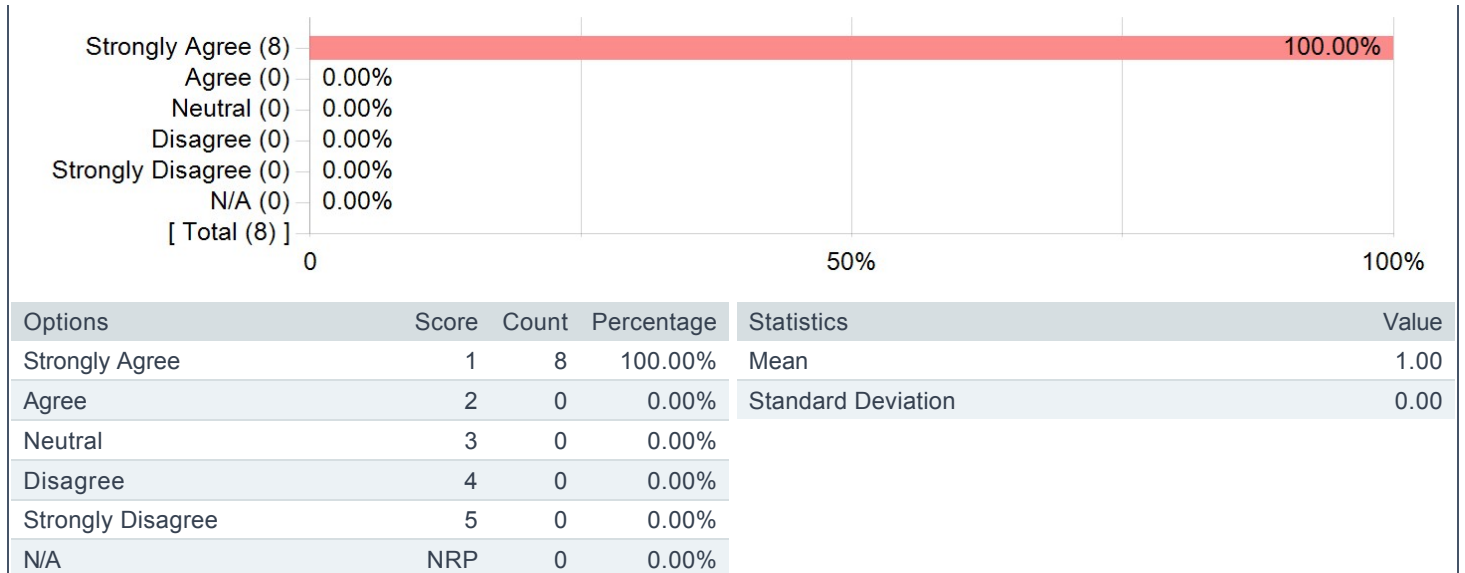 Strongly Agree (8) 100.00%
Agree (0) 0.00%
Neutral (0) 0.00%
Disagree (0) 0.00%
Strongly Disagree (0) 0.00%
N/A (0) 0.00%
[ Total (8) ]
0 50% 100%
Options Score Count Percentage Statistics Value
Strongly Agree 1 8 100.00% Mean 1.00
Agree 2 0 0.00% Standard Deviation 0.00
Neutral 3 0 0.00%
Disagree 4 0 0.00%
Strongly Disagree 5 0 0.00%
N/A NRP 0 0.00%